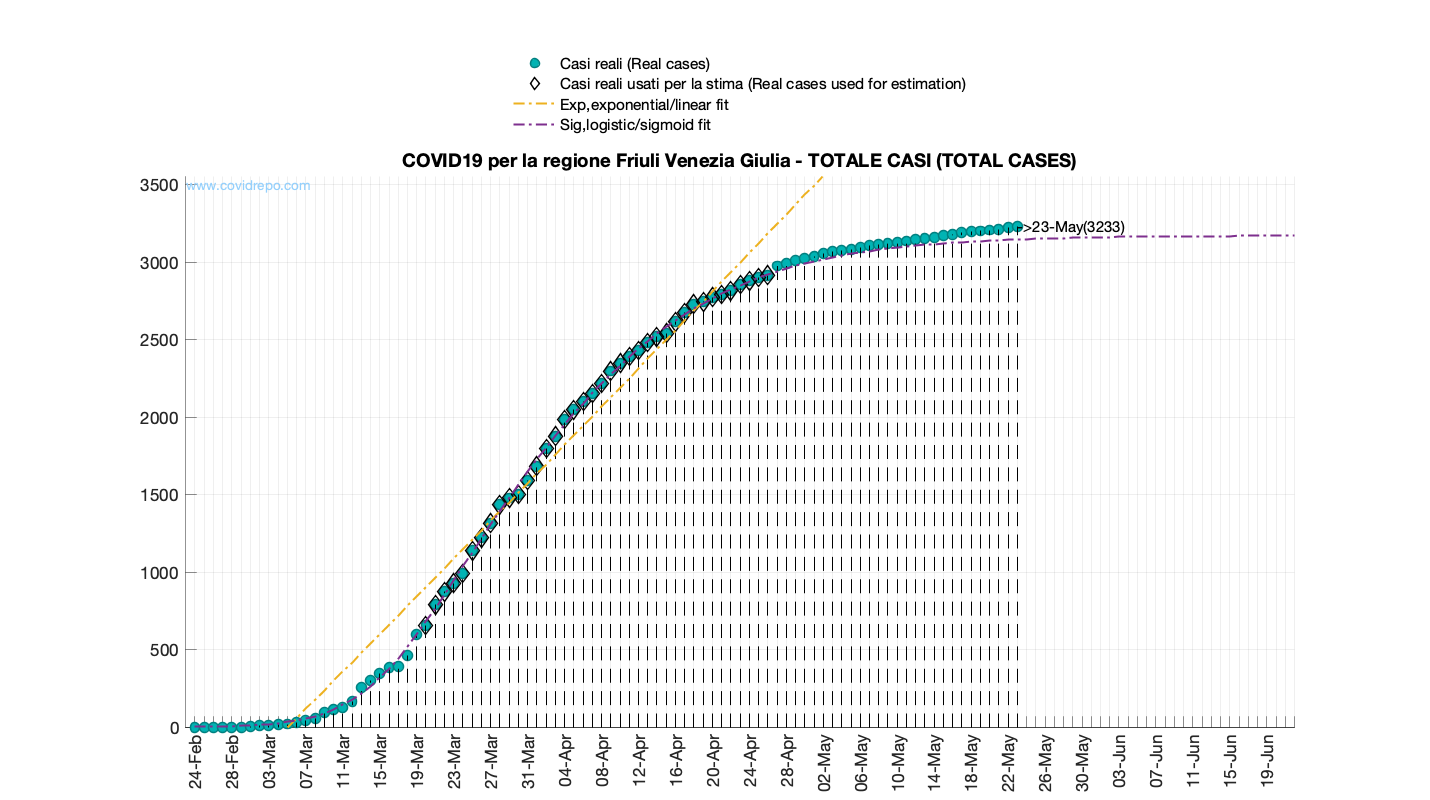 Casi reali (Real cases)
Casi reali usati per la stima (Real cases used for estimation)
Exp,exponential/linear fit
Sig,logistic/sigmoid fit
COVID19 per la regione Friuli Venezia Giulia - TOTALE CASI (TOTAL CASES)
3500
www.covidrepo.com
->23-May(3233)
3000
2500
2000
1500
1000
500
0
24-Feb
28-Feb
03-Mar
07-Mar
11-Mar
15-Mar
19-Mar
23-Mar
27-Mar
31-Mar
04-Apr
08-Apr
12-Apr
16-Apr
20-Apr
24-Apr
28-Apr
02-May
06-May
10-May
14-May
18-May
22-May
26-May
30-May
03-Jun
07-Jun
11-Jun
15-Jun
19-Jun